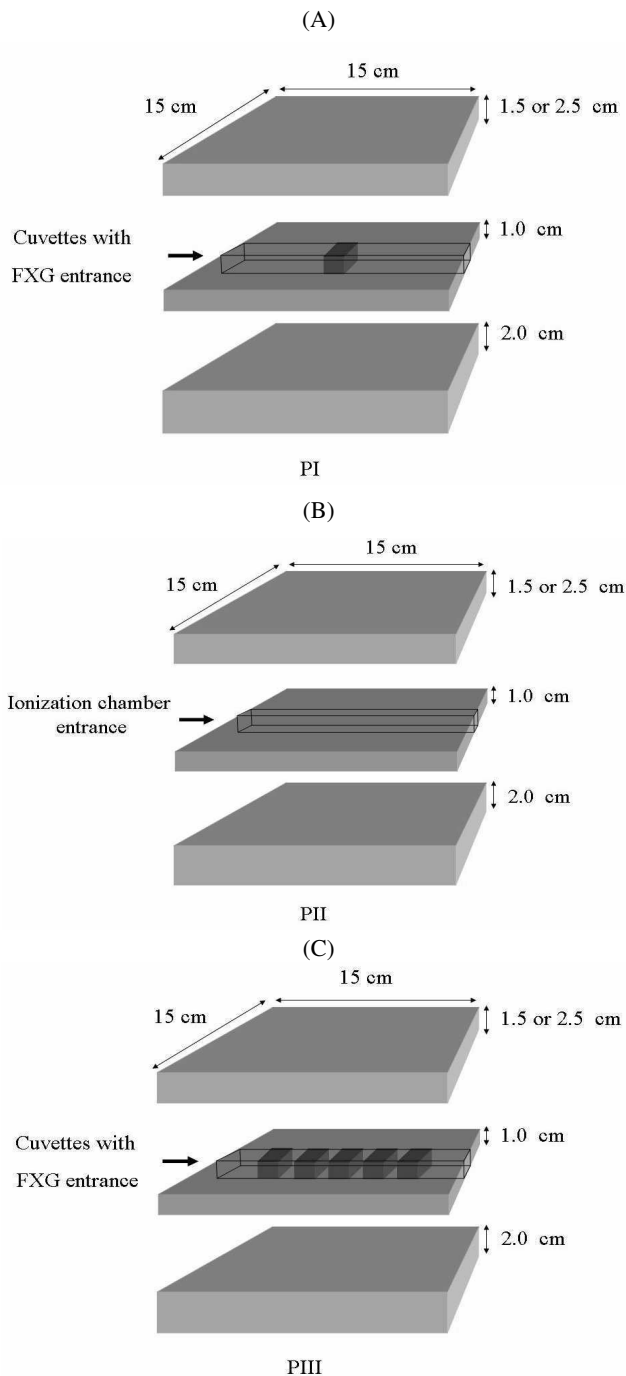 (A)
15 cm
15 cm
1.5 or 2.5 cm
Cuvettes with
FXG entrance
1.0 cm
2.0 cm
PI
(B)
15 cm
15 cm
1.5 or 2.5 cm
Ionization chamber
entrance
1.0 cm
2.0 cm
PII
(C)
15 cm
15 cm
1.5 or 2.5 cm
Cuvettes with
FXG entrance
1.0 cm
2.0 cm
PIII